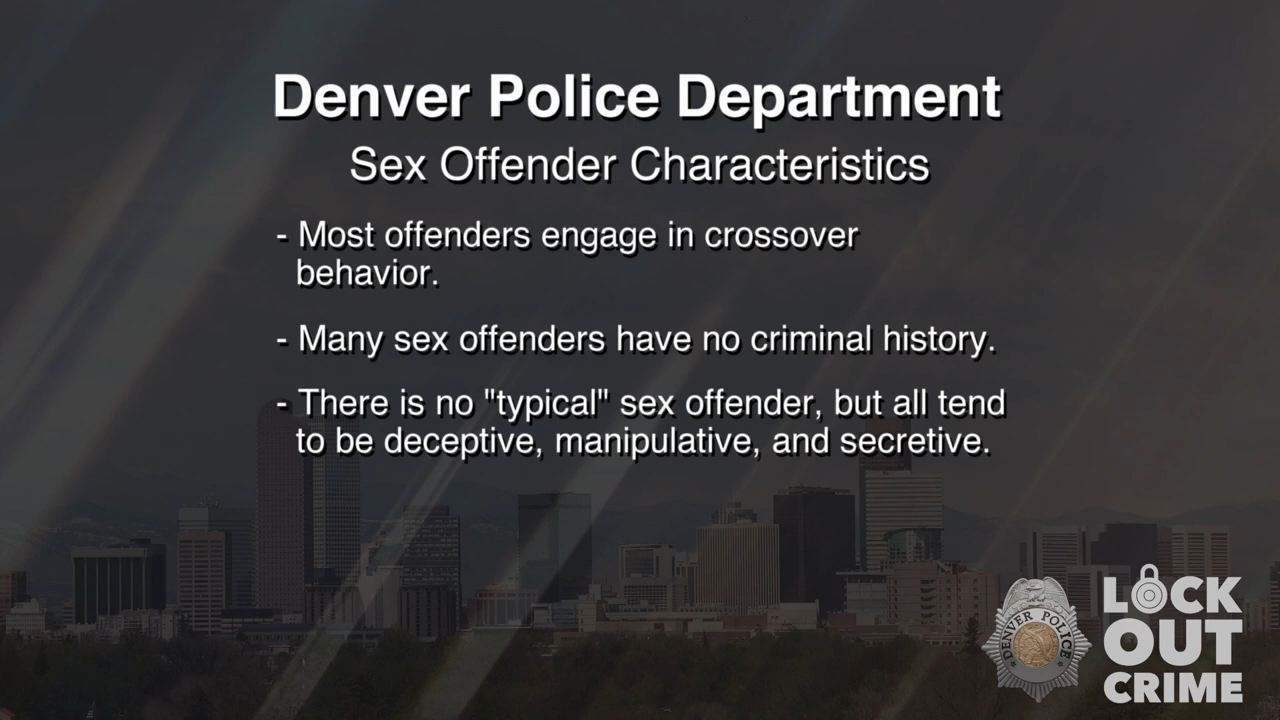 Denver Police Department
Sex Offender Characteristics
- Most offenders engage in crossover
behavior.
- Many sex offenders have no criminal history.
- There is no "typical" sex offender, but all tend
to be deceptive, manipulative, and secretive.
DENVER POLICE
LOCK
OUT
CRIME